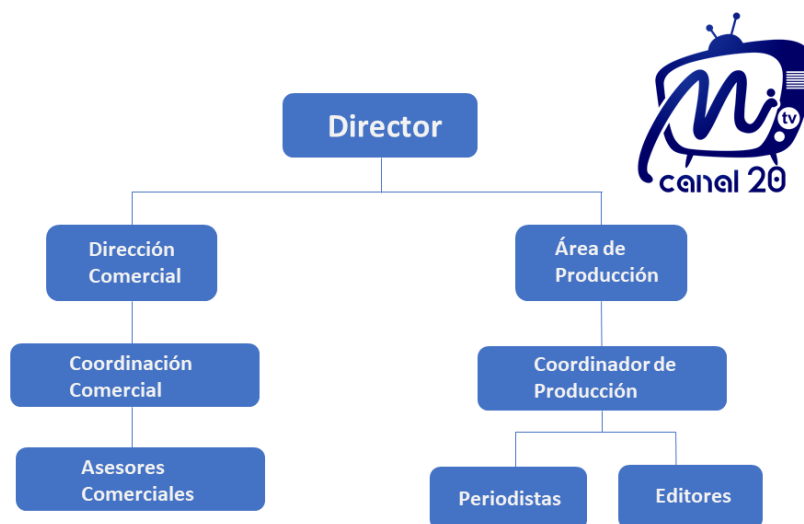 Director
tv
canal 20
Dirección
Comercial
Área de
Producción
Coordinación
Comercial
Coordinador de
Producción
Asesores
Comerciales
Periodistas
Editores